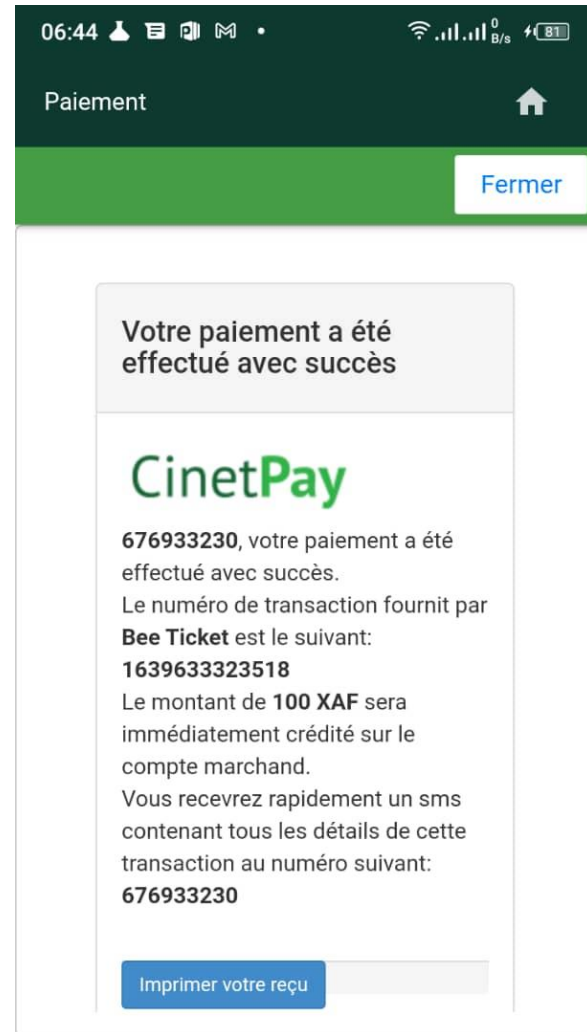 06:44
0
B/s
81
Paiement
Fermer
Votre paiement a été
effectué avec succès
CinetPay
676933230, votre paiement a été
effectué avec succès.
Le numéro de transaction fournit par
Bee Ticket est le suivant:
1639633323518
Le montant de 100 XAF sera
immédiatement crédité sur le
compte marchand.
Vous recevrez rapidement un sms
contenant tous les détails de cette
transaction au numéro suivant:
676933230
Imprimer votre reçu